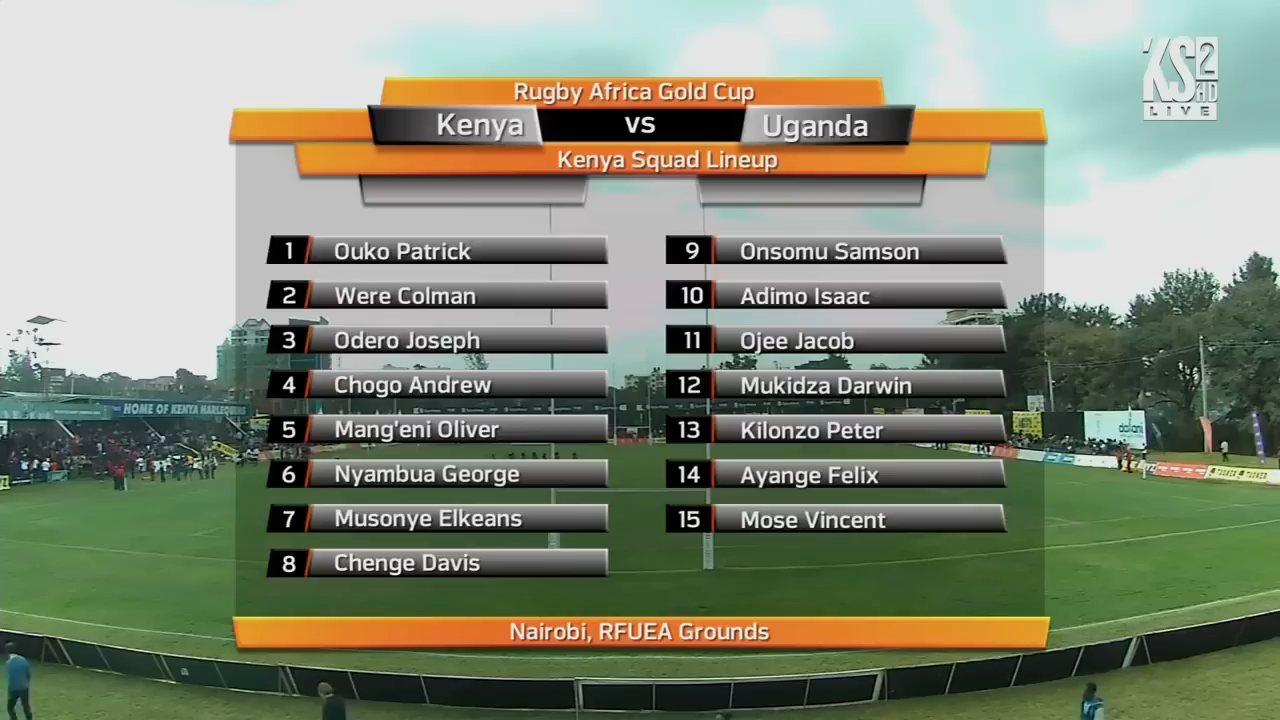 KS2
HD
LIVE
Rugby Africa Gold Cup
Kenya vs Uganda
Kenya Squad Lineup
1 Ouko Patrick
2 Were Colman
3 Odero Joseph
4 Chogo Andrew
5 Mang'eni Oliver
6 Nyambua George
7 Musonye Elkeans
8 Chenge Davis
9 Onsomu Samson
10 Adimo Isaac
11 Ojee Jacob
12 Mukidza Darwin
13 Kilonzo Peter
14 Ayange Felix
15 Mose Vincent
HOME OF KENYA HARLEQU
Nairobi, RFUEA Grounds